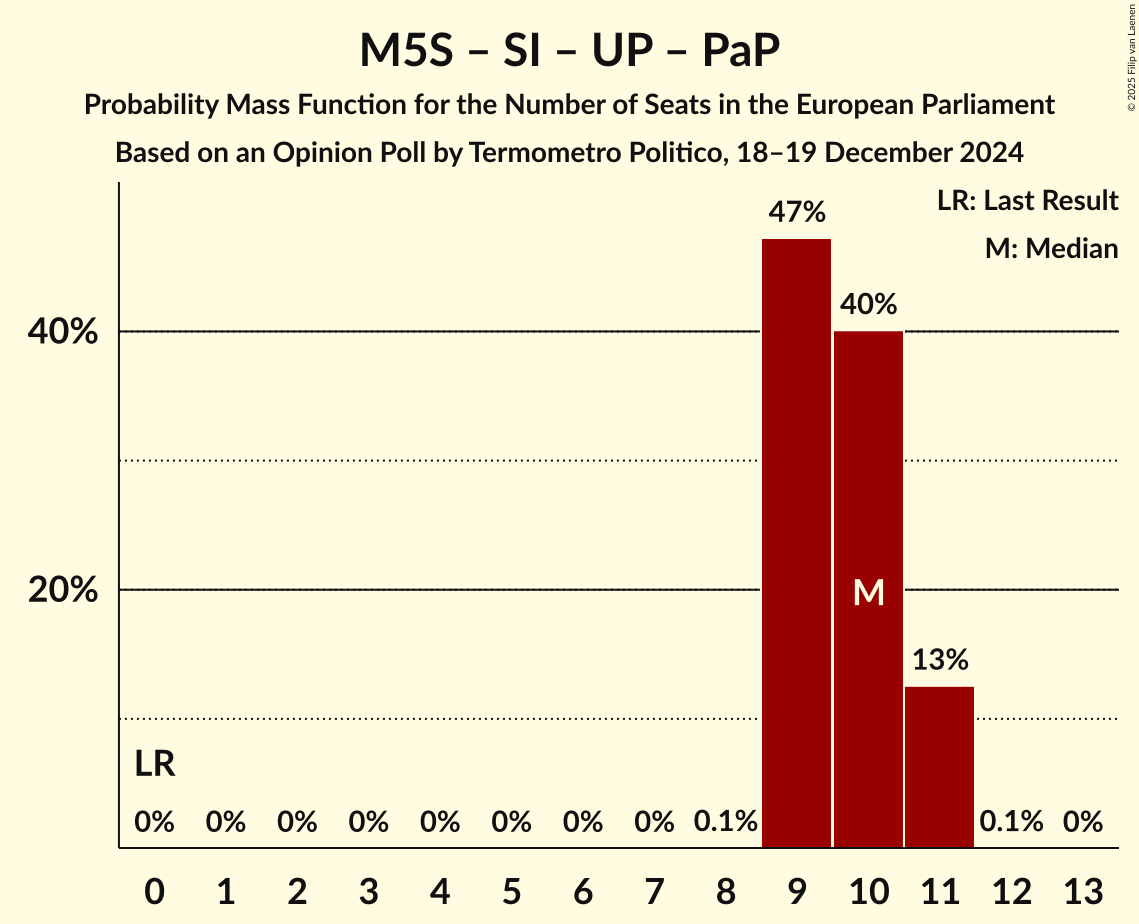 M5S – SI – UP – PaP
Probability Mass Function for the Number of Seats in the European Parliament
Based on an Opinion Poll by Termometro Politico, 18–19 December 2024
© 2025 Filip van Laenen
LR: Last Result
M: Median
47%
40%
40%
20%
M
13%
LR
0% 0% 0% 0% 0% 0% 0% 0% 0.1% 0.1% 0%
0 1 2 3 4 5 6 7 8 9 10 11 12 13